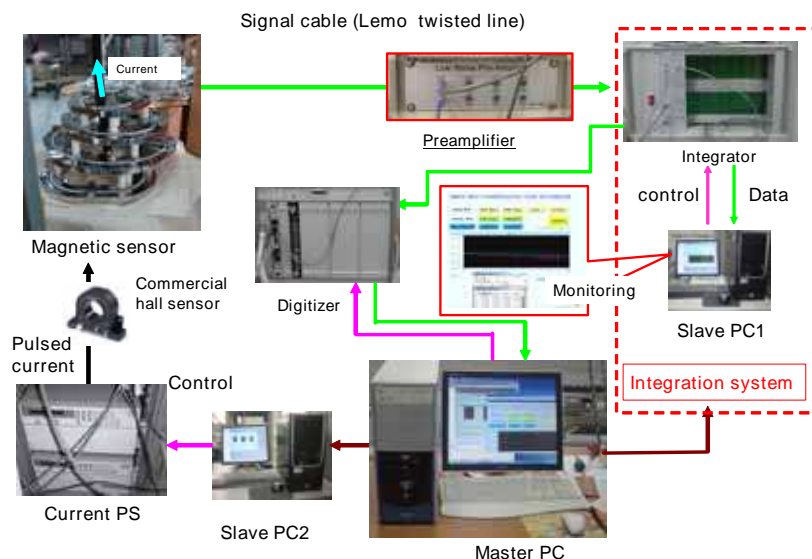 Signal cable (Lemo twisted line)
Current
Preamplifier
Integrator
control
Data
Magnetic sensor
Commercial
hall sensor
Digitizer
Monitoring
Slave PC1
Pulsed
current
Control
Integration system
Current PS
Slave PC2
Master PC